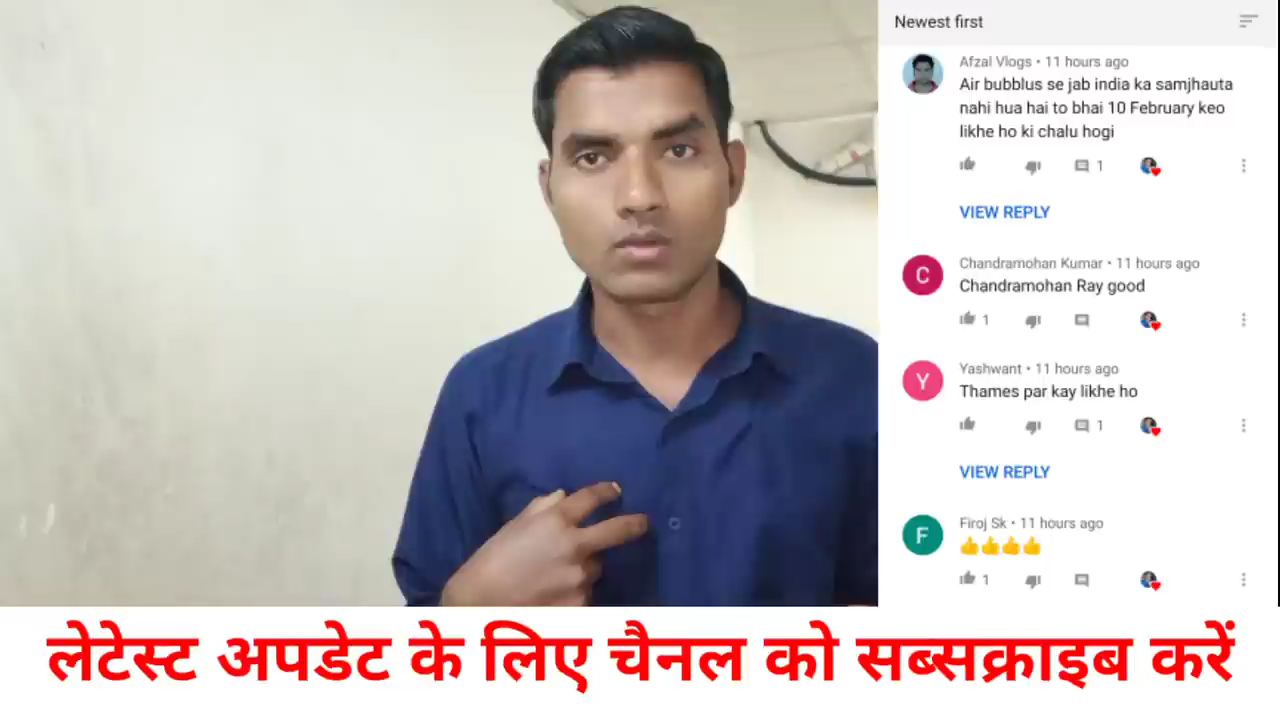 Newest first
Afzal Vlogs • 11 hours ago
Air bubblus se jab india ka samjhauta
nahi hua hai to bhai 10 February keo
likhe ho ki chalu hogi
1
VIEW REPLY
C
Chandramohan Kumar • 11 hours ago
Chandramohan Ray good
1
Y
Yashwant • 11 hours ago
Thames par kay likhe ho
1
VIEW REPLY
F
Firoj Sk • 11 hours ago
👍👍👍👍
1
लेटेस्ट अपडेट के लिए चैनल को सब्सक्राइब करें